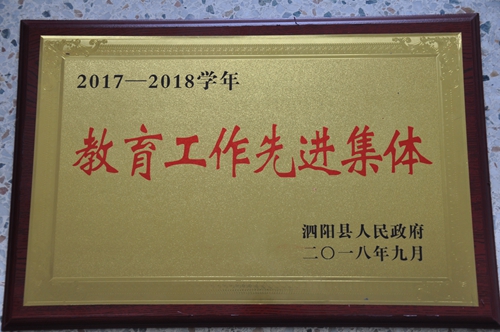 2017—2018学年
教育工作先进集体
泗阳县人民政府
二〇一八年九月